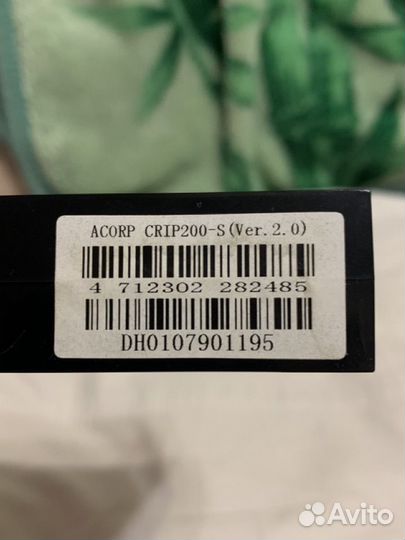 ACORP CRIP200-S(Ver.2.0)
4 712302 282485
DH0107901195
Avito